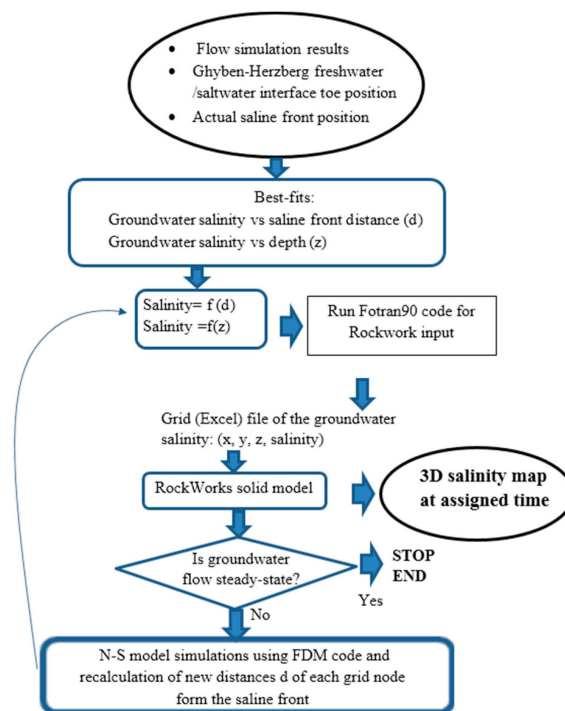 • Flow simulation results
• Ghyben-Herzberg freshwater
/saltwater interface toe position
• Actual saline front position
Best-fits:
Groundwater salinity vs saline front distance (d)
Groundwater salinity vs depth (z)
Salinity= f (d)
Salinity =f(z)
Run Fotran90 code for
Rockwork input
Grid (Excel) file of the groundwater
salinity: (x, y, z, salinity)
RockWorks solid model
3D salinity map
at assigned time
Is groundwater
flow steady-state?
STOP
END
Yes
No
N-S model simulations using FDM code and
recalculation of new distances d of each grid node
form the saline front